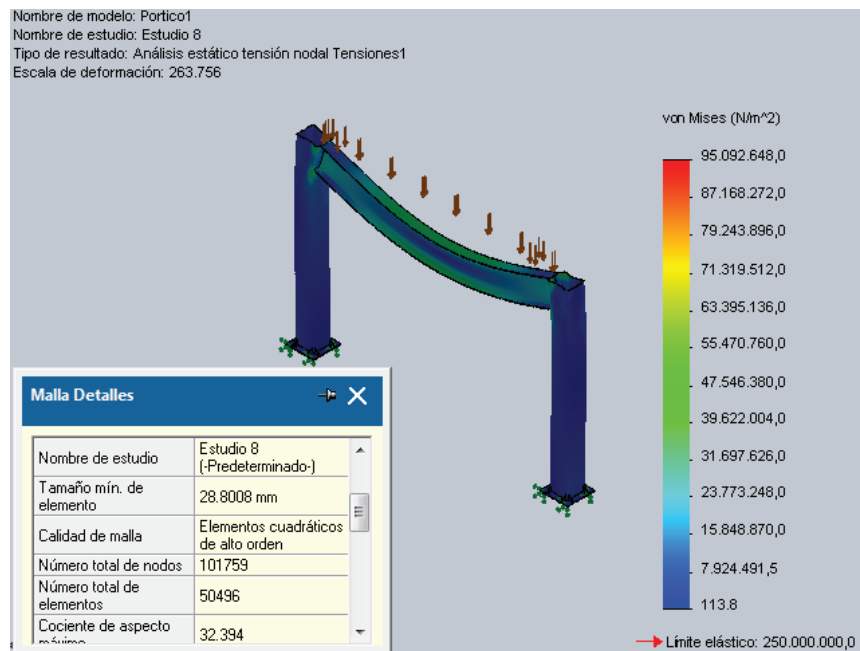 Nombre de modelo: Portico1
Nombre de estudio: Estudio 8
Tipo de resultado: Análisis estático tensión nodal Tensiones1
Escala de deformación: 263.756
von Mises (N/m^2)
95.092.648,0
87.168.272,0
79.243.896,0
71.319.512,0
63.395.136,0
55.470.760,0
47.546.380,0
39.622.004,0
31.697.626,0
23.773.248,0
15.848.870,0
7.924.491,5
113.8
Límite elástico: 250.000.000,0
Malla Detalles
Nombre de estudio
Estudio 8
(-Predeterminado-)
Tamaño mín. de
elemento
28.8008 mm
Calidad de malla
Elementos cuadráticos
de alto orden
Número total de nodos
101759
Número total de
elementos
50496
Cociente de aspecto
máximo
32.394